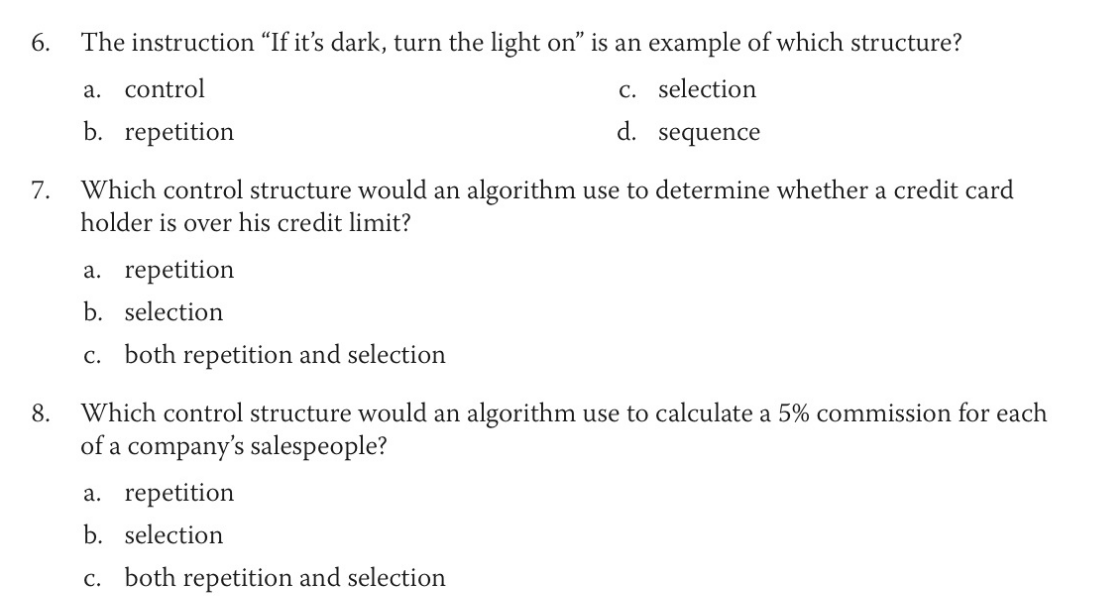 6. The instruction “If it’s dark, turn the light on” is an example of which structure?
a. control
c. selection
b. repetition
d. sequence
7. Which control structure would an algorithm use to determine whether a credit card
holder is over his credit limit?
a. repetition
b. selection
c. both repetition and selection
8. Which control structure would an algorithm use to calculate a 5% commission for each
of a company’s salespeople?
a. repetition
b. selection
c. both repetition and selection